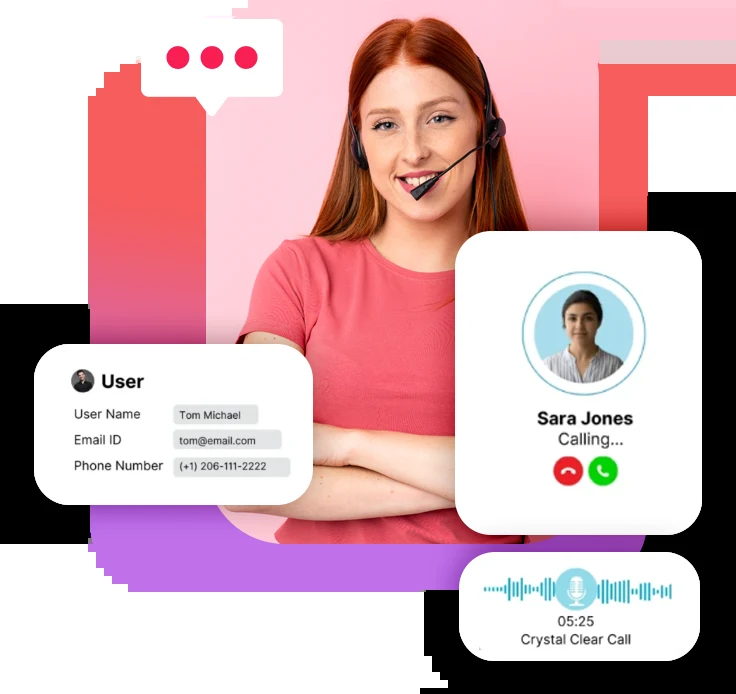 User
User Name Tom Michael
Email ID tom@email.com
Phone Number (+1) 206-111-2222
Sara Jones
Calling...
05:25
Crystal Clear Call